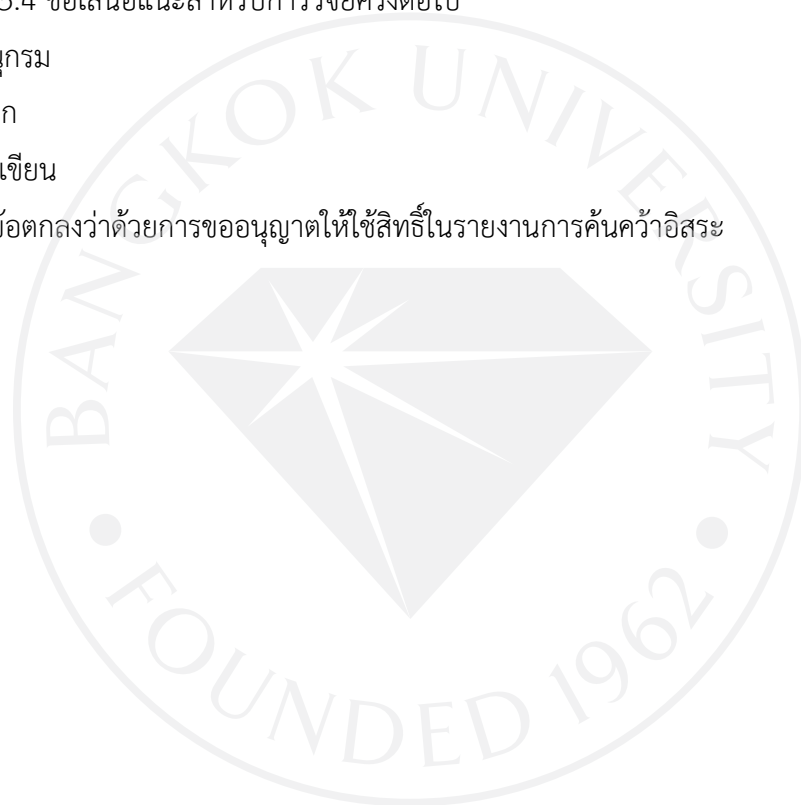 5.4 ข้อเสนอแนะสำหรับการวิจัยครั้งต่อไป
นุกรม
ก
เขียน
ข้อตกลงว่าด้วยการขออนุญาตให้ใช้สิทธิ์ในรายงานการค้นคว้าอิสระ
BANGKOK UNIVERSITY
• FOUNDED 1962 •